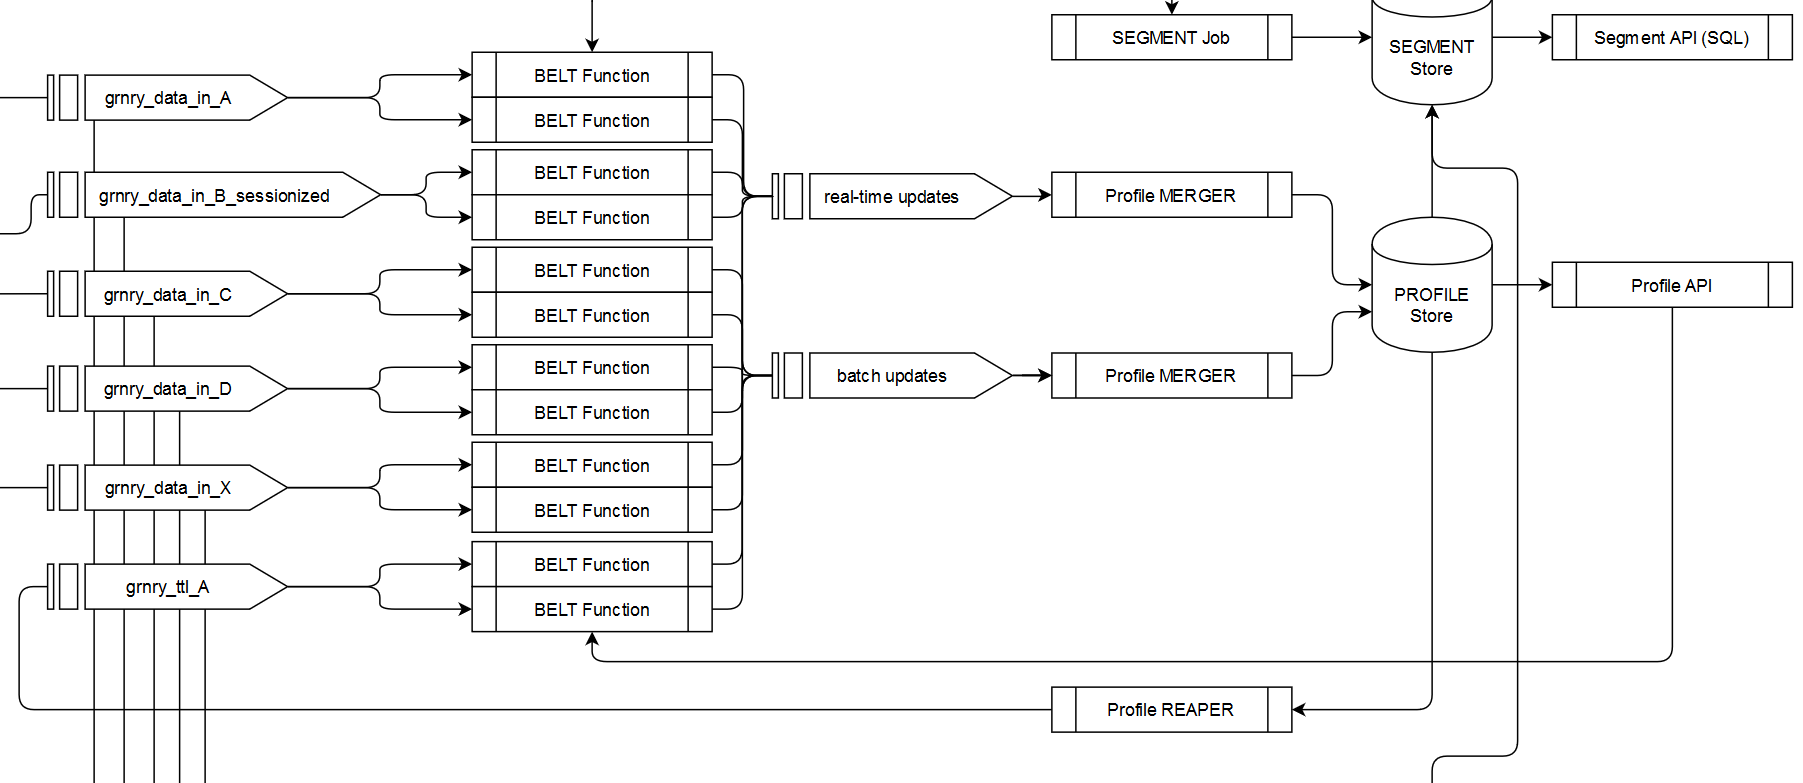 SEGMENT Job
SEGMENT
Store
Segment API (SQL)
grnry_data_in_A
BELT Function
BELT Function
grnry_data_in_B_sessionized
BELT Function
BELT Function
real-time updates
Profile MERGER
grnry_data_in_C
BELT Function
BELT Function
PROFILE
Store
Profile API
grnry_data_in_D
BELT Function
BELT Function
batch updates
Profile MERGER
grnry_data_in_X
BELT Function
BELT Function
grnry_ttl_A
BELT Function
BELT Function
Profile REAPER